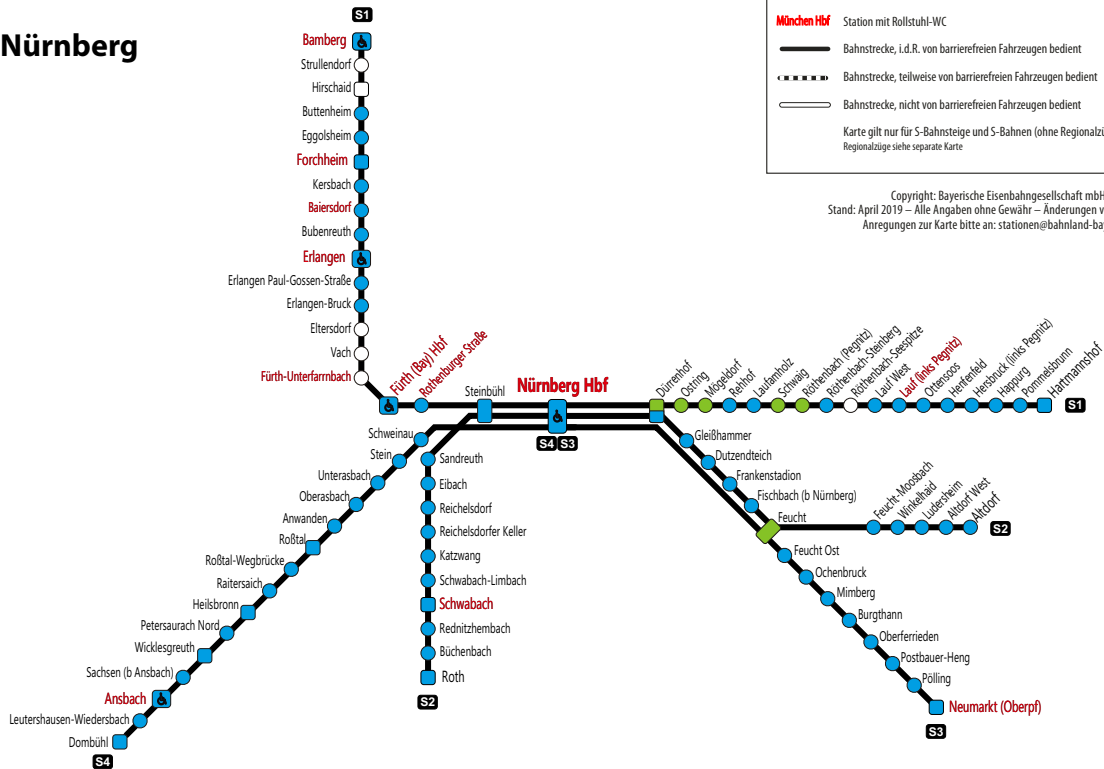 Nürnberg
S1
Bamberg
Strullendorf
Hirschaid
Buttenheim
Eggolsheim
Forchheim
Kersbach
Baiersdorf
Bubenreuth
Erlangen
Erlangen Paul-Gossen-Straße
Erlangen-Bruck
Eltersdorf
Vach
Fürth-Unterfarrnbach
Fürth (Bay) Hbf
Rothenburger Straße
Steinbühl
Nürnberg Hbf
S4 S3
Dürrenhof
Ostring
Mögeldorf
Rehhof
Laufamholz
Schwaig
Röthenbach (Pegnitz)
Röthenbach-Steinberg
Röthenbach-Seespitze
Lauf West
Lauf (links Pegnitz)
Ottensoos
Henfenfeld
Hersbruck (links Pegnitz)
Happurg
Pommelsbrunn
Hartmannshof
S1
Schweinau
Stein
Unterasbach
Oberasbach
Anwanden
Roßtal
Roßtal-Wegbrücke
Raitersaich
Heilsbronn
Petersaurach Nord
Wicklesgreuth
Sachsen (b Ansbach)
Ansbach
Leutershausen-Wiedersbach
Dombühl
S4
Sandreuth
Eibach
Reichelsdorf
Reichelsdorfer Keller
Katzwang
Schwabach-Limbach
Schwabach
Rednitzhembach
Büchenbach
Roth
S2
Gleißhammer
Dutzendteich
Frankenstadion
Fischbach (b Nürnberg)
Feucht
Feucht-Moosbach
Winkelhaid
Ludersheim
Altdorf West
Altdorf
S2
Feucht Ost
Ochenbruck
Mimberg
Burgthann
Oberferrieden
Postbauer-Heng
Pölling
Neumarkt (Oberpf)
S3
München Hbf Station mit Rollstuhl-WC
Bahnstrecke, i.d.R. von barrierefreien Fahrzeugen bedient
Bahnstrecke, teilweise von barrierefreien Fahrzeugen bedient
Bahnstrecke, nicht von barrierefreien Fahrzeugen bedient
Karte gilt nur für S-Bahnsteige und S-Bahnen (ohne Regionalzü
Regionalzüge siehe separate Karte
Copyright: Bayerische Eisenbahngesellschaft mbH
Stand: April 2019 – Alle Angaben ohne Gewähr – Änderungen v
Anregungen zur Karte bitte an: stationen@bahnland-bay